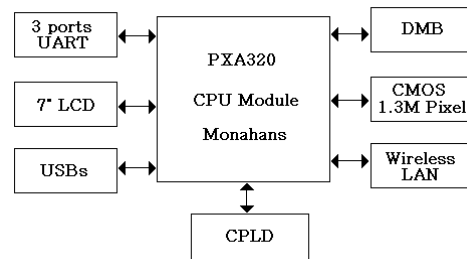 3 ports
UART
7" LCD
USBs
PXA320
CPU Module
Monahans
DMB
CMOS
1.3M Pixel
Wireless
LAN
CPLD